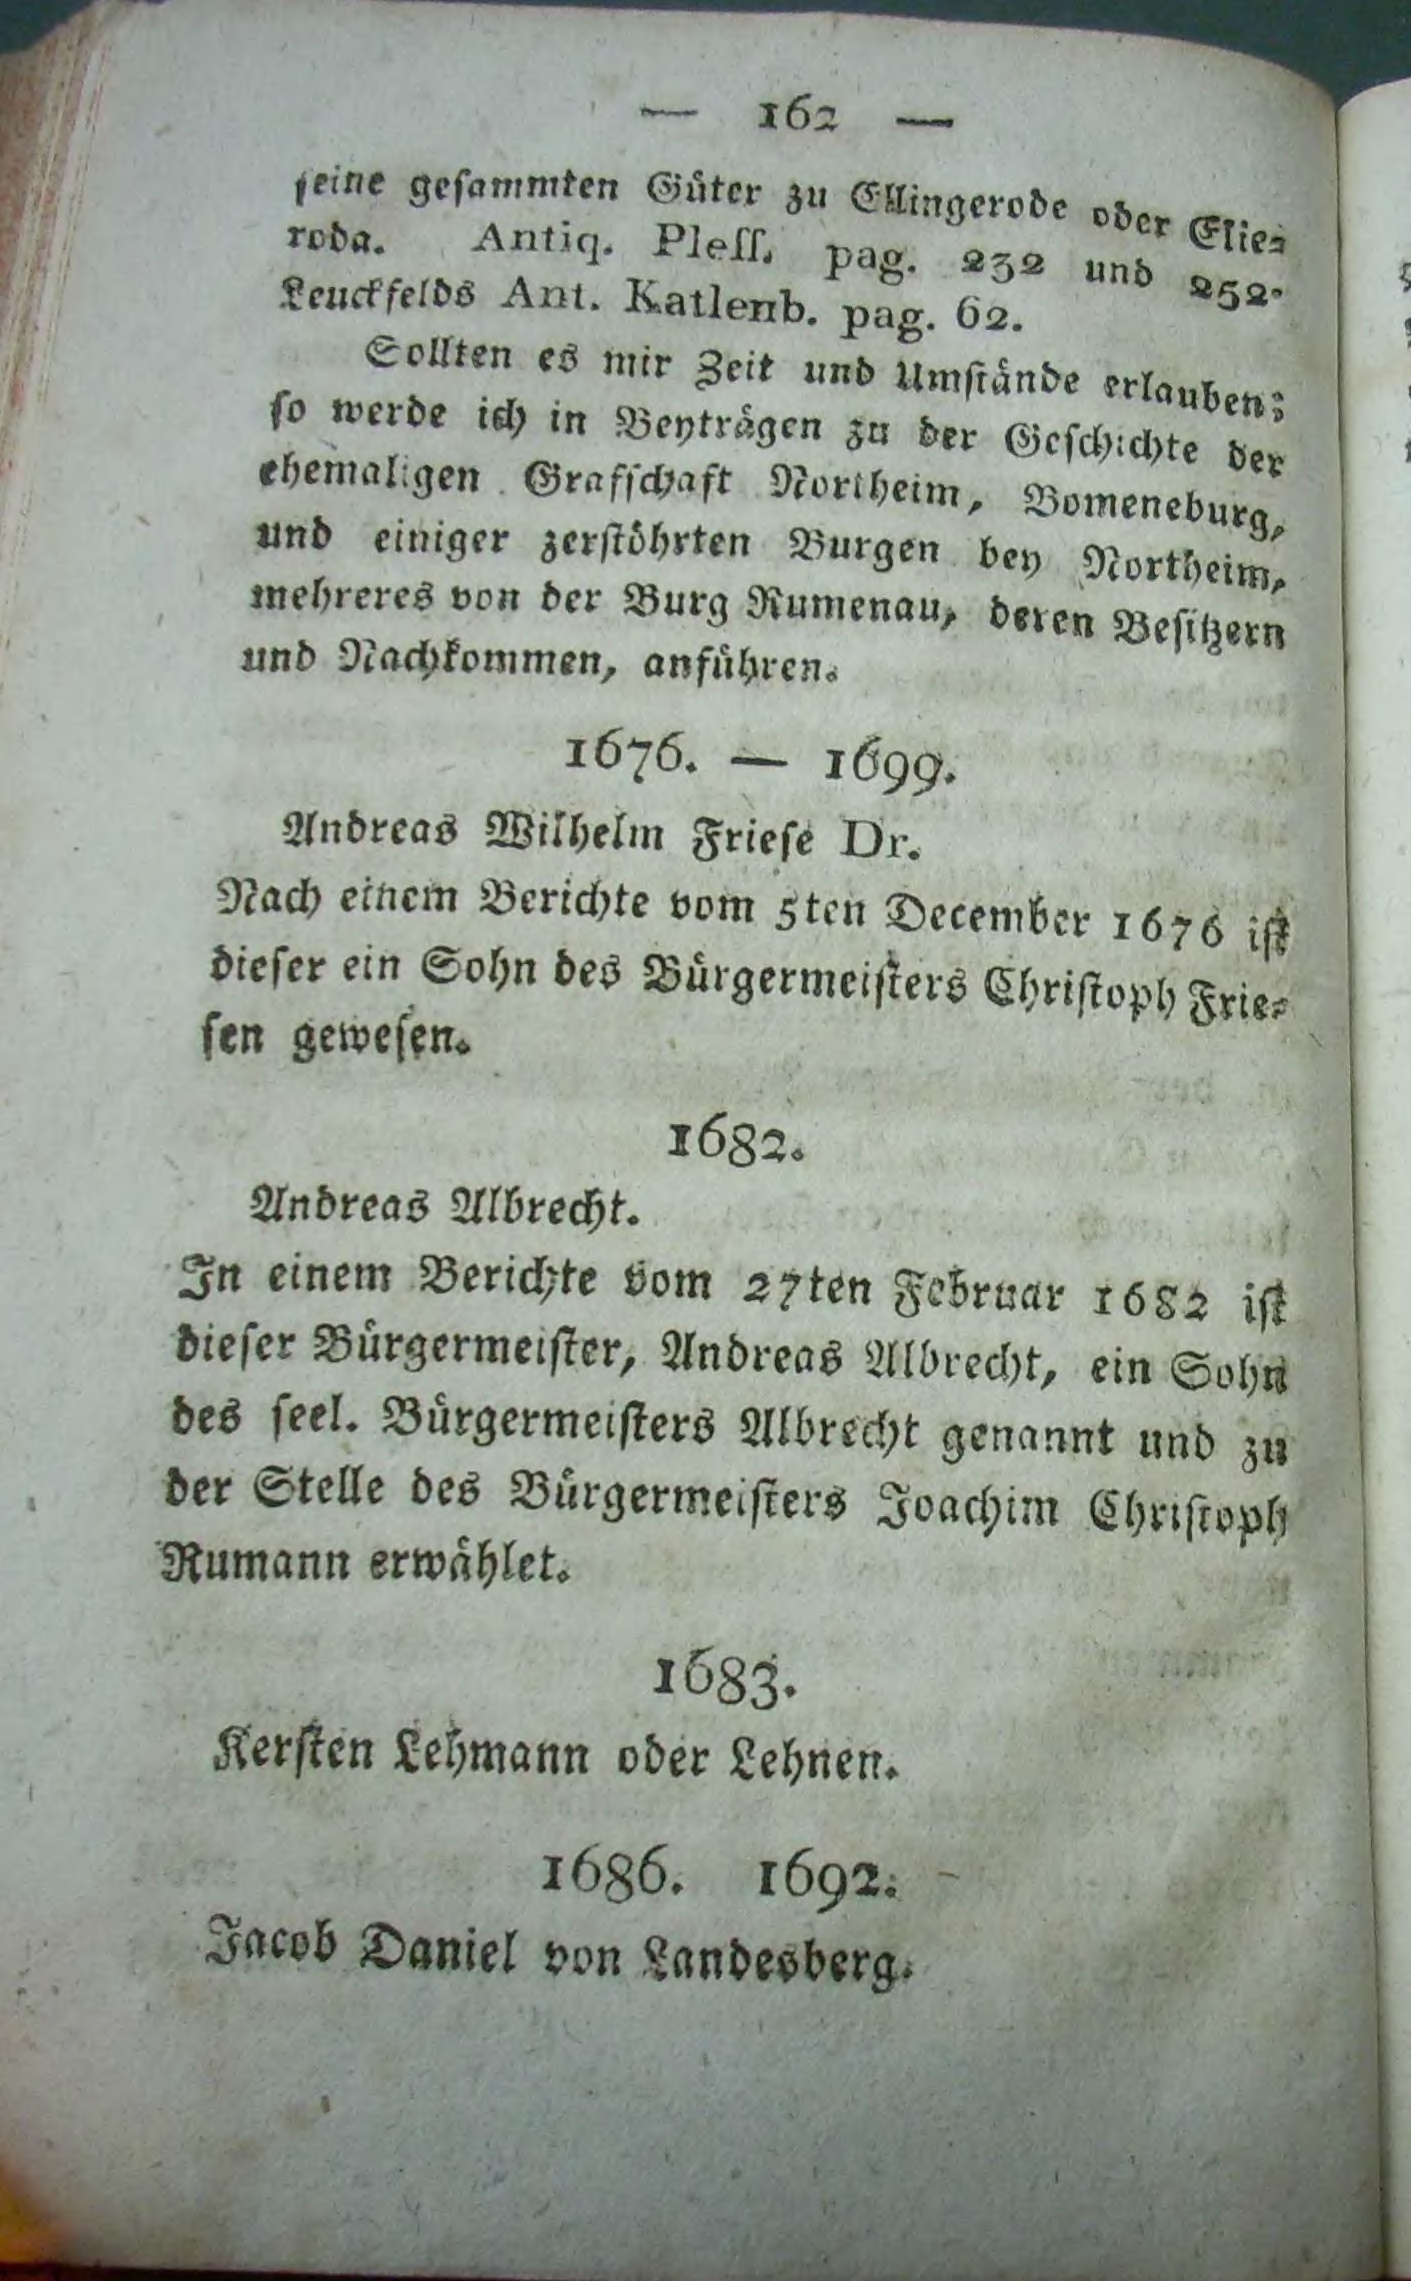 — 162 —
ſeine geſammten Güter zu Ellingerode oder Elie-
roda. Antiq. Pleſſ. pag. 232 und 252.
Leuckfelds Ant. Katlenb. pag. 62.
Sollten es mir Zeit und Umſtände erlauben;
ſo werde ich in Beyträgen zu der Geſchichte der
ehemaligen Grafſchaft Northeim, Bomeneburg,
und einiger zerſtöhrten Burgen bey Northeim,
mehreres von der Burg Rumenau, deren Beſitzern
und Nachkommen, anführen.
1676. — 1699.
Andreas Wilhelm Frieſe Dr.
Nach einem Berichte vom 5ten December 1676 iſt
dieſer ein Sohn des Bürgermeiſters Chriſtoph Frie-
ſen geweſen.
1682.
Andreas Albrecht.
In einem Berichte vom 27ten Februar 1682 iſt
dieſer Bürgermeiſter, Andreas Albrecht, ein Sohn
des ſeel. Bürgermeiſters Albrecht genannt und zu
der Stelle des Bürgermeiſters Joachim Chriſtoph
Rumann erwählet.
1683.
Kerſten Lehmann oder Lehnen.
1686. 1692.
Jacob Daniel von Landesberg.